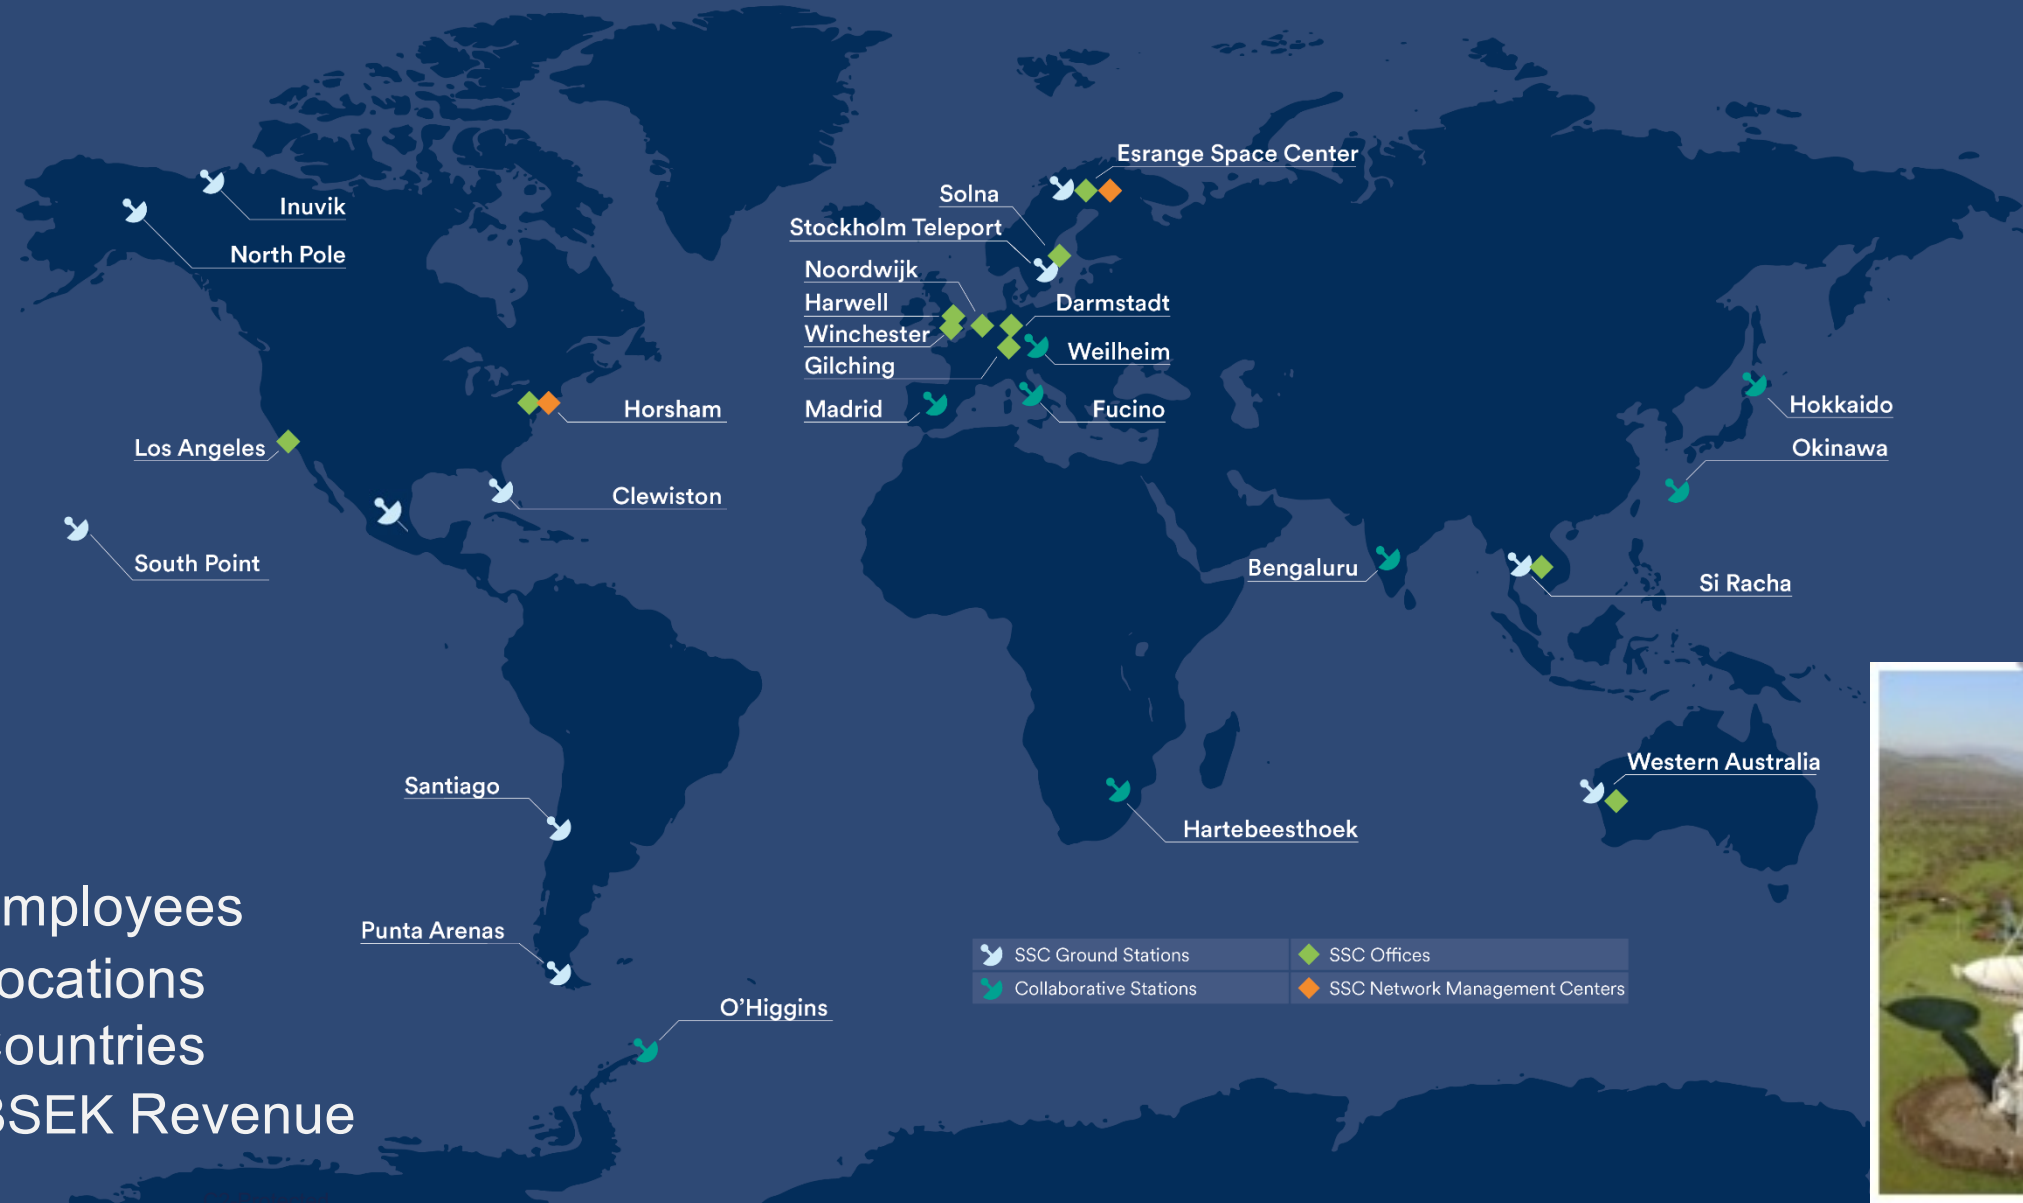 Esrange Space Center
Solna
Inuvik
Stockholm Teleport
North Pole
Noordwijk
Harwell
Darmstadt
Winchester
Weilheim
Gilching
Hokkaido
Horsham
Madrid
Fucino
Los Angeles
Okinawa
Clewiston
South Point
Bengaluru
Si Racha
Western Australia
Santiago
Hartebeesthoek
mployees
Punta Arenas
SSC Ground Stations
SSC Offices
ocations
Collaborative Stations
SSC Network Management Centers
O'Higgins
ountries
BSEK Revenue